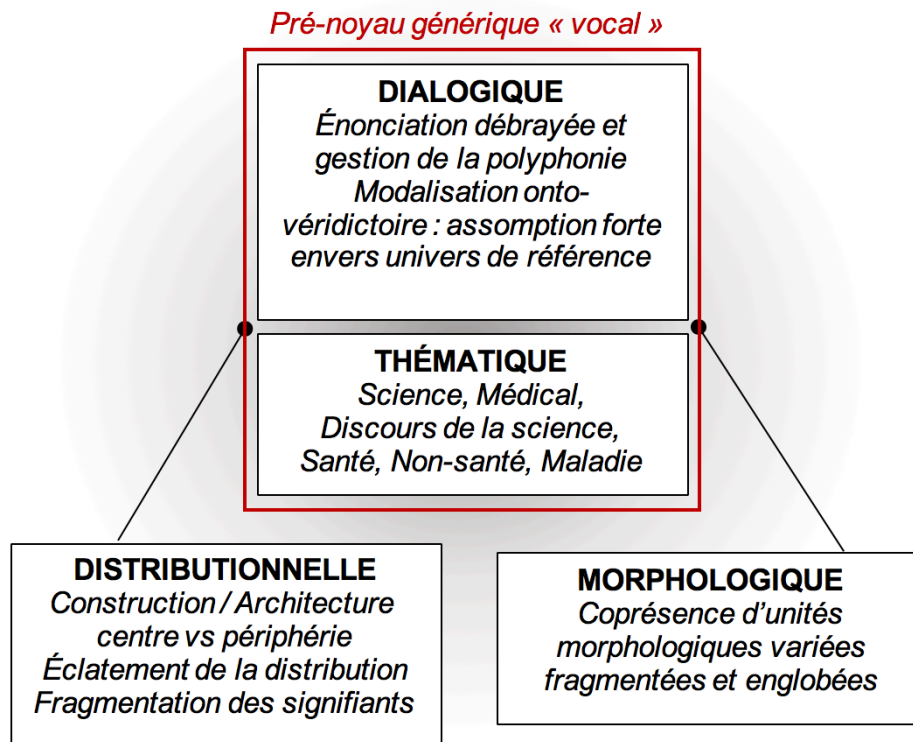 Pré-noyau générique « vocal »
DIALOGIQUE
Énonciation débrayée et
gestion de la polyphonie
Modalisation onto-
véridictoire : assomption forte
envers univers de référence
THÉMATIQUE
Science, Médical,
Discours de la science,
Santé, Non-santé, Maladie
DISTRIBUTIONNELLE
Construction / Architecture
centre vs périphérie
Éclatement de la distribution
Fragmentation des signifiants
MORPHOLOGIQUE
Coprésence d’unités
morphologiques variées
fragmentées et englobées